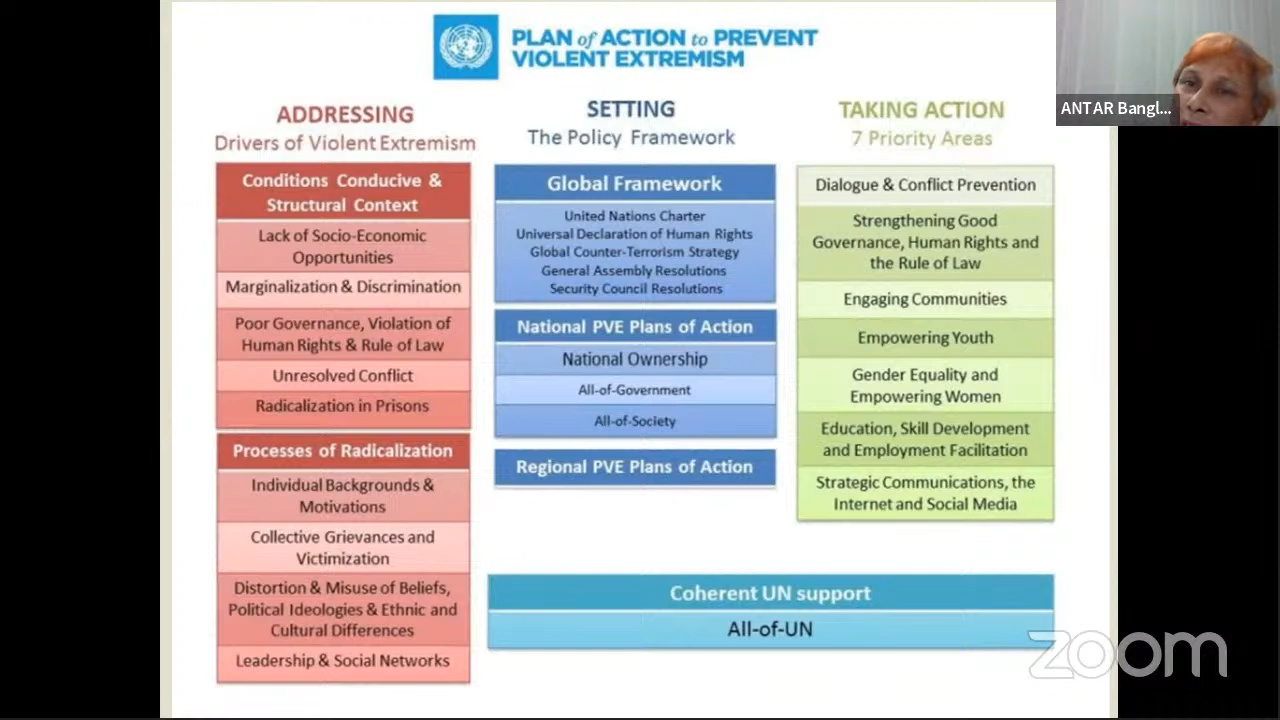 PLAN of ACTION to PREVENT
VIOLENT EXTREMISM
ANTAR Bangl...
ADDRESSING
Drivers of Violent Extremism
Conditions Conducive &
Structural Context
Lack of Socio-Economic
Opportunities
Marginalization & Discrimination
Poor Governance, Violation of
Human Rights & Rule of Law
Unresolved Conflict
Radicalization in Prisons
Processes of Radicalization
Individual Backgrounds &
Motivations
Collective Grievances and
Victimization
Distortion & Misuse of Beliefs,
Political Ideologies & Ethnic and
Cultural Differences
Leadership & Social Networks
SETTING
The Policy Framework
Global Framework
United Nations Charter
Universal Declaration of Human Rights
Global Counter-Terrorism Strategy
General Assembly Resolutions
Security Council Resolutions
National PVE Plans of Action
National Ownership
All-of-Government
All-of-Society
Regional PVE Plans of Action
TAKING ACTION
7 Priority Areas
Dialogue & Conflict Prevention
Strengthening Good
Governance, Human Rights and
the Rule of Law
Engaging Communities
Empowering Youth
Gender Equality and
Empowering Women
Education, Skill Development
and Employment Facilitation
Strategic Communications, the
Internet and Social Media
Coherent UN support
All-of-UN
zoom